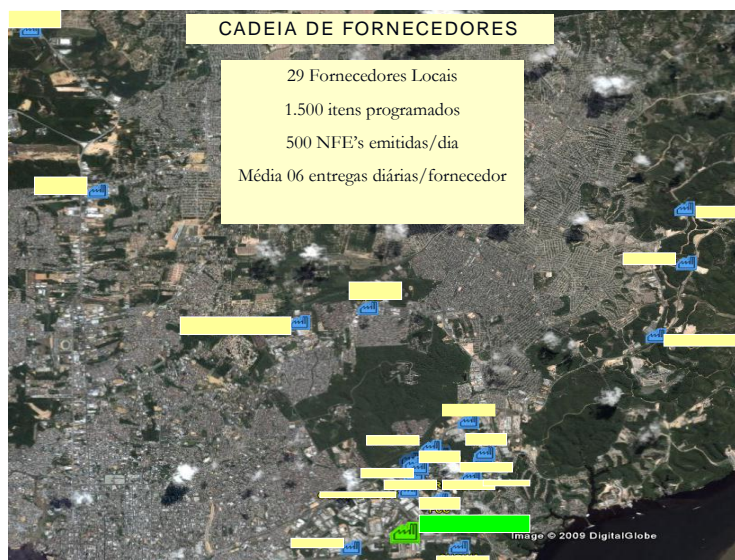 CADEIA DE FORNECEDORES
29 Fornecedores Locais
1.500 itens programados
500 NFE's emitidas/dia
Média 06 entregas diárias/fornecedor
Image © 2009 DigitalGlobe